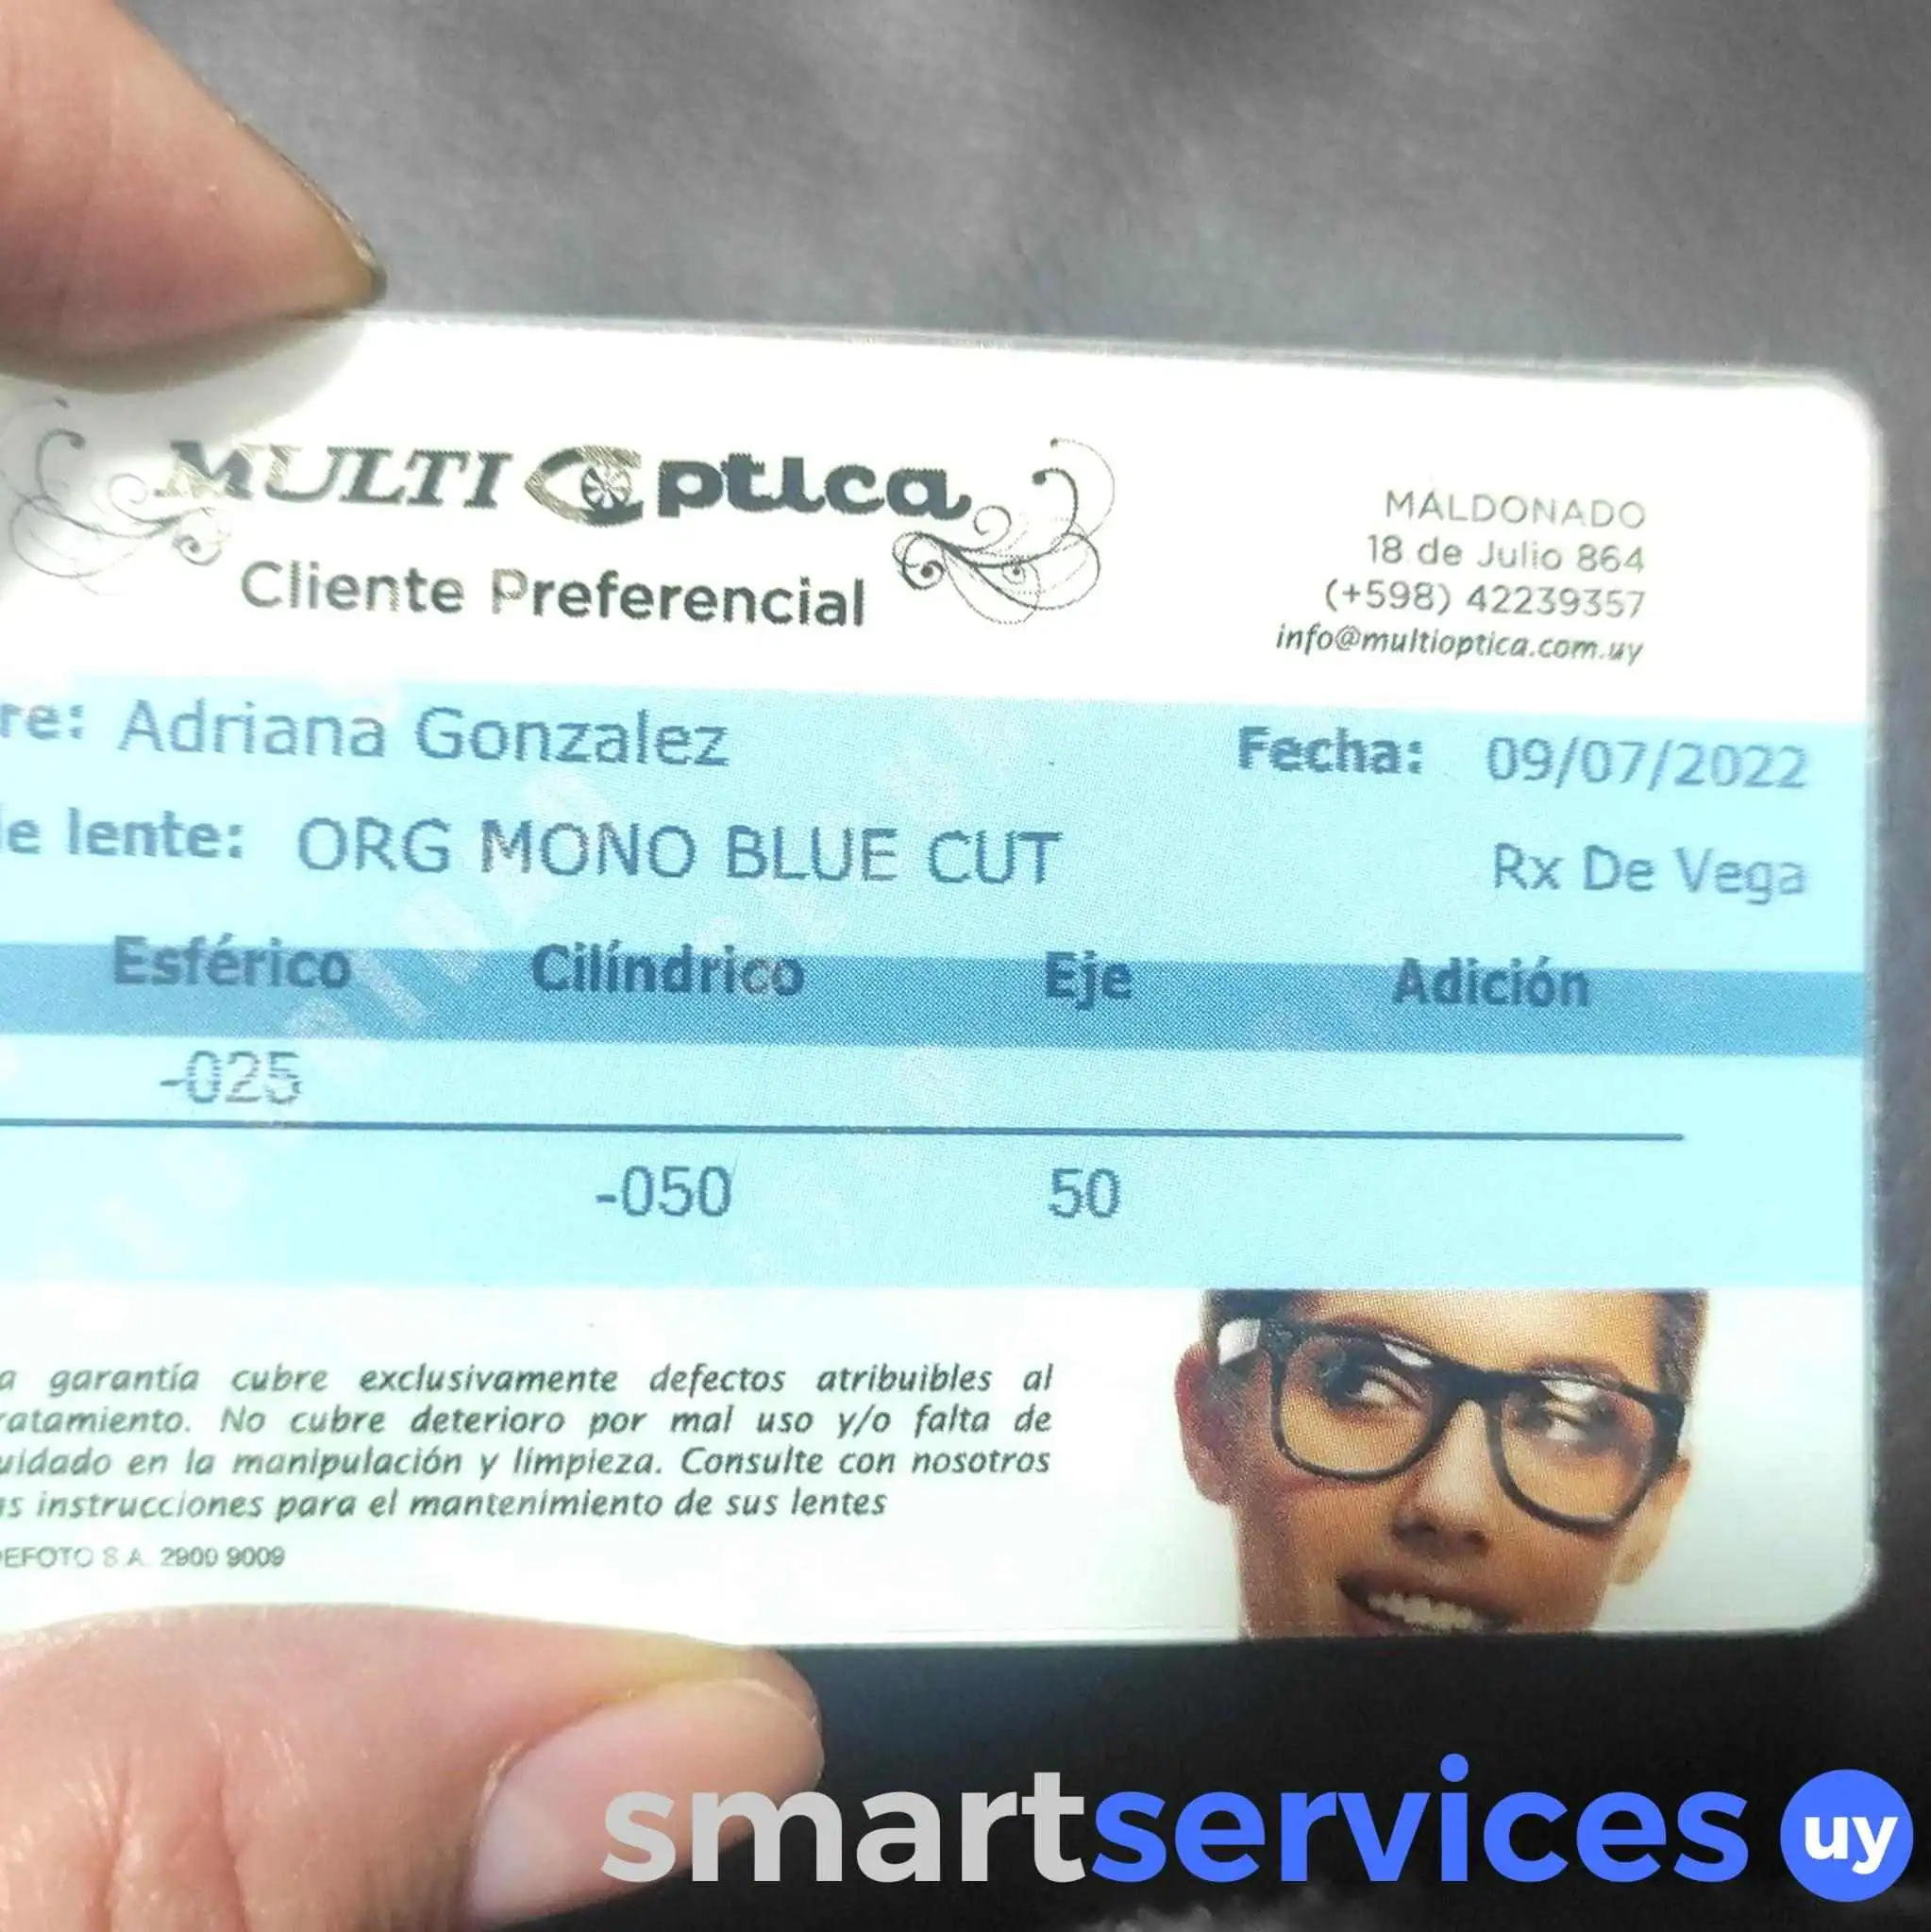 MULTI Optica
Cliente Preferencial
MALDONADO
18 de Julio 864
(+598) 42239357
info@multioptica.com.uy
re: Adriana Gonzalez Fecha: 09/07/2022
e lente: ORG MONO BLUE CUT Rx De Vega
Esférico Cilíndrico Eje Adición
-025
-050 50
a garantía cubre exclusivamente defectos atribuibles al
ratamiento. No cubre deterioro por mal uso y/o falta de
uidado en la manipulación y limpieza. Consulte con nosotros
as instrucciones para el mantenimiento de sus lentes
EFOTO S.A. 2900 9009
smartservices uy